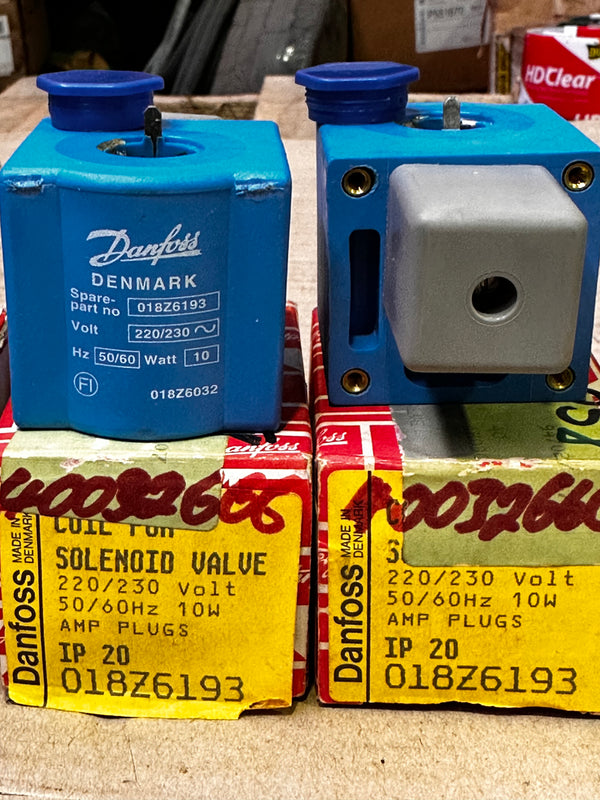 HDClear
Danfoss
DENMARK
Spare-
part no 018Z6193
Volt 220/230 ~
Hz 50/60 Watt 10
FI 018Z6032
Danfoss
40032606
COIL FOR
SOLENOID VALVE
220/230 Volt
50/60Hz 10W
AMP PLUGS
IP 20
018Z6193
Danfoss MADE IN DENMARK
220/230 Volt
50/60Hz 10W
AMP PLUGS
IP 20
018Z6193
Danfoss MADE IN DENMARK